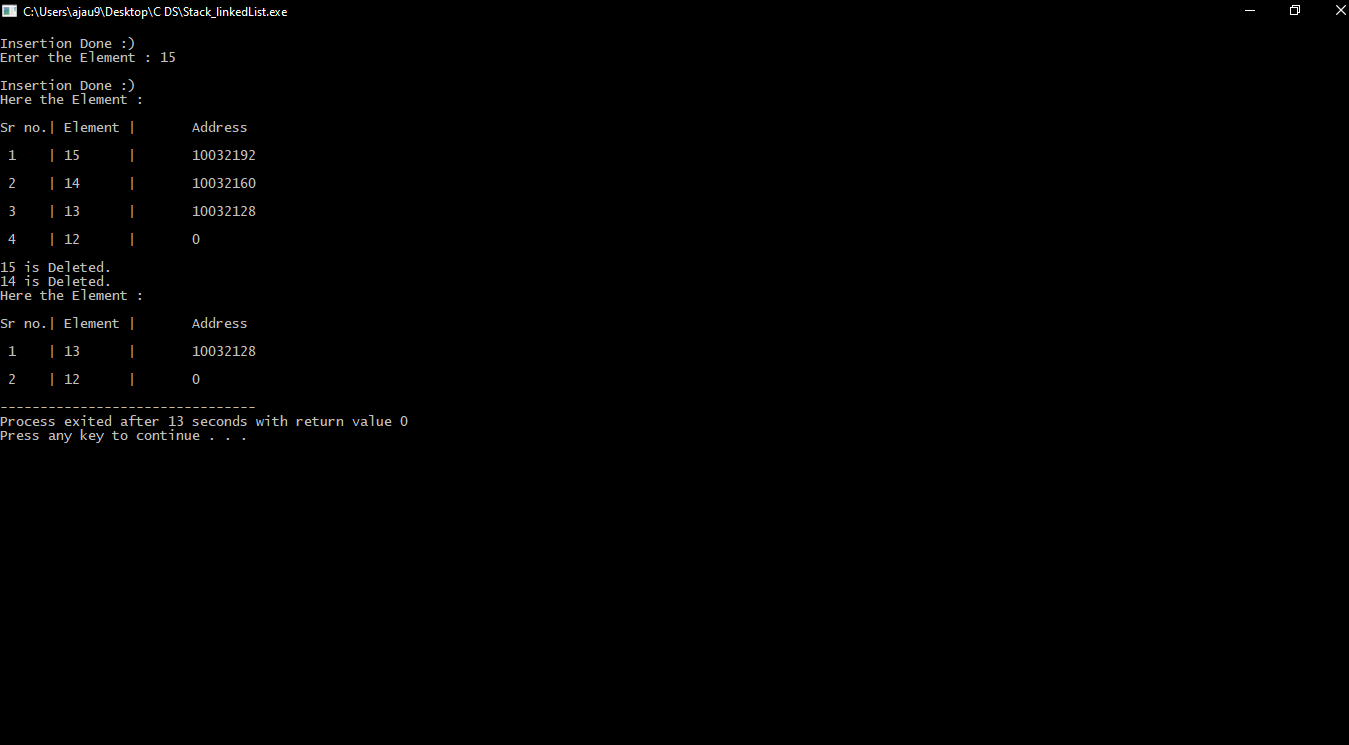 C:\Users\ajau9\Desktop\C DS\Stack_linkedList.exe
Insertion Done :)
Enter the Element : 15
Insertion Done :)
Here the Element :
Sr no.| Element |       Address
 1    | 15      |       10032192
 2    | 14      |       10032160
 3    | 13      |       10032128
 4    | 12      |       0
15 is Deleted.
14 is Deleted.
Here the Element :
Sr no.| Element |       Address
 1    | 13      |       10032128
 2    | 12      |       0
--------------------------------
Process exited after 13 seconds with return value 0
Press any key to continue . . .